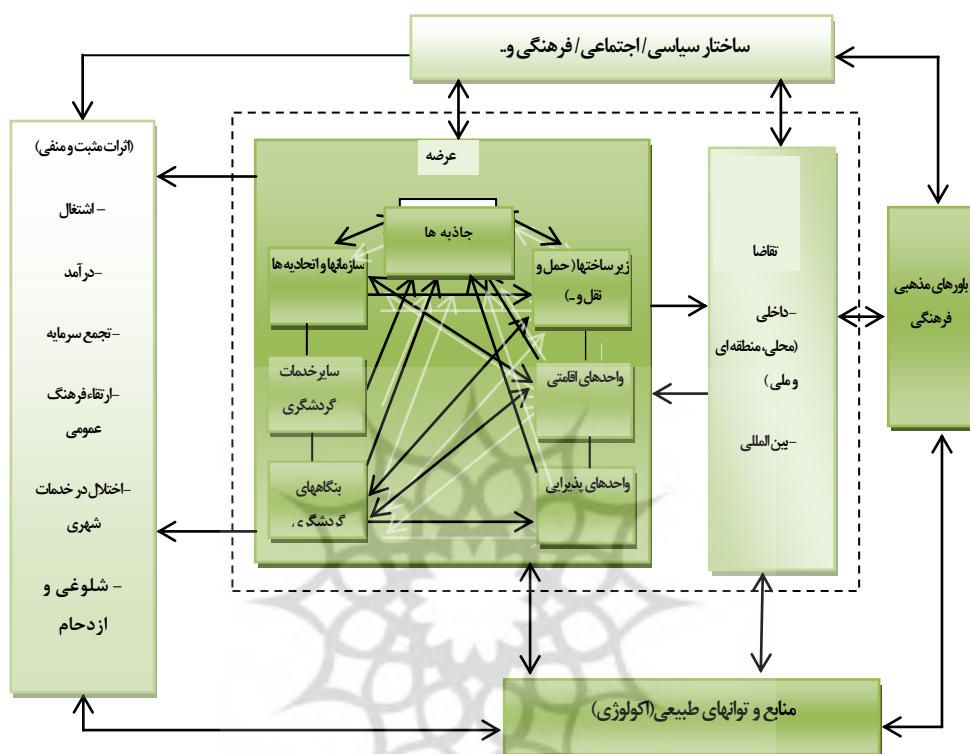 ساختار سیاسی/ اجتماعی/ فرهنگی و..
عرضه
جاذبه ها
زیر ساختها ( حمل و
نقل و ..)
سازمانها و اتحادیه ها
واحدهای اقامتی
سایر خدمات
گردشگری
واحدهای پذیرایی
بنگاههای
گردشگری
تقاضا
-داخلی
(محلی، منطقه ای
و ملی )
-بین المللی
باورهای مذهبی
فرهنگی
(اثرات مثبت و منفی)
- اشتغال
-درآمد
-تجمع سرمایه
-ارتقاء فرهنگ
عمومی
-اختلال در خدمات
شهری
- شلوغی و
ازدحام
منابع و توانهای طبیعی(اکولوژی)